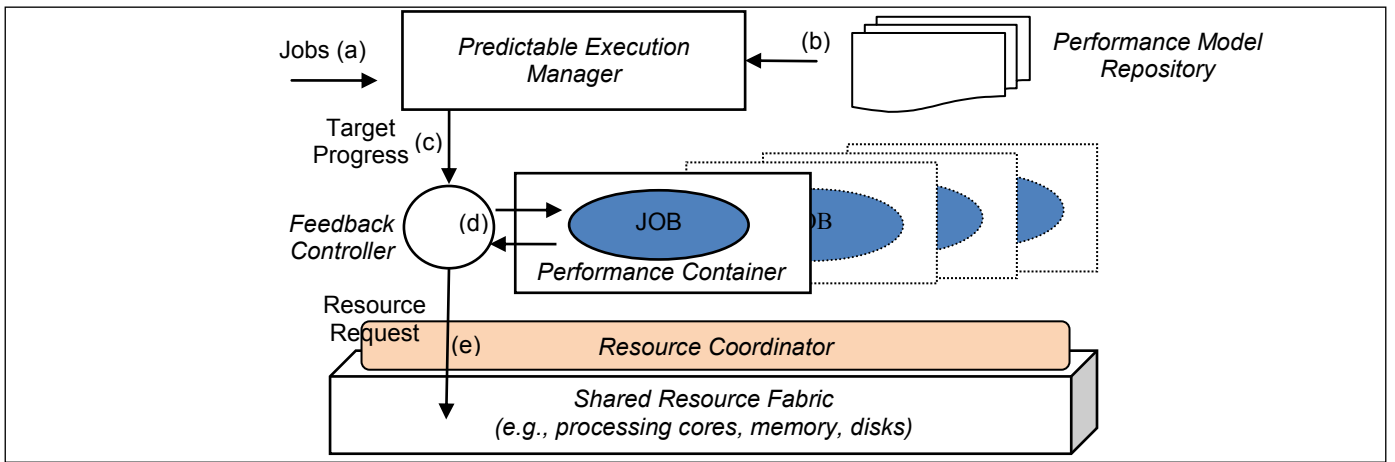 Jobs (a)
Predictable Execution
Manager
(b)
Performance Model
Repository
Target
Progress
(c)
Feedback
Controller
(d)
JOB
OB
Performance Container
Resource
Request
(e)
Resource Coordinator
Shared Resource Fabric
(e.g., processing cores, memory, disks)